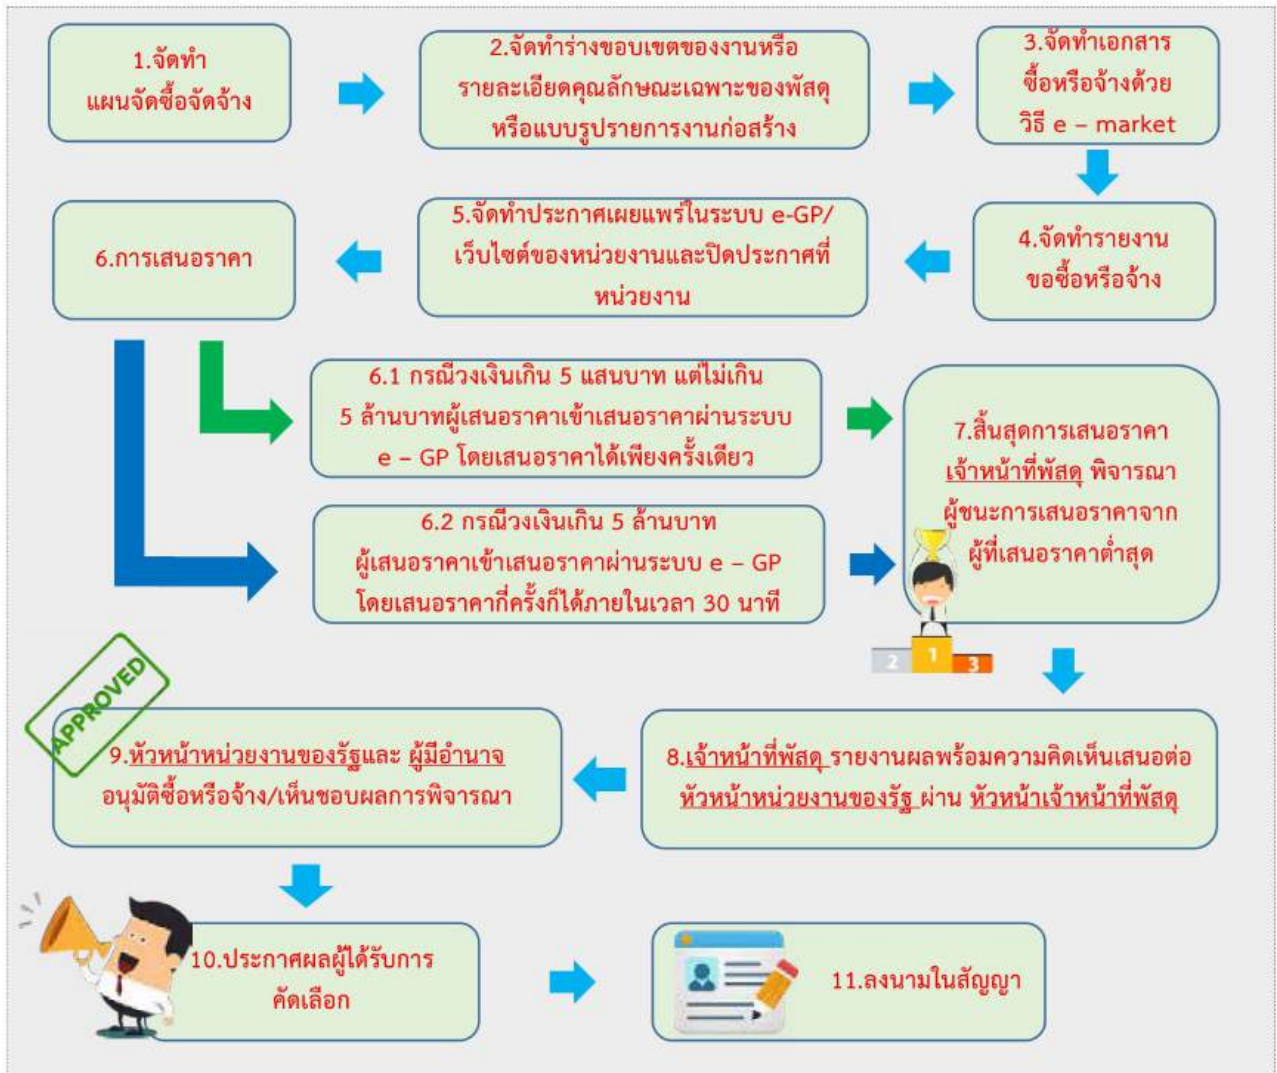 1.จัดทำ
แผนจัดซื้อจัดจ้าง
2.จัดทำร่างขอบเขตของงานหรือ
รายละเอียดคุณลักษณะเฉพาะของพัสดุ
หรือแบบรูปรายการงานก่อสร้าง
3.จัดทำเอกสาร
ซื้อหรือจ้างด้วย
วิธี e – market
4.จัดทำรายงาน
ขอซื้อหรือจ้าง
5.จัดทำประกาศเผยแพร่ในระบบ e-GP/
เว็บไซต์ของหน่วยงานและปิดประกาศที่
หน่วยงาน
6.การเสนอราคา
6.1 กรณีวงเงินเกิน 5 แสนบาท แต่ไม่เกิน
5 ล้านบาทผู้เสนอราคาเข้าเสนอราคาผ่านระบบ
e – GP โดยเสนอราคาได้เพียงครั้งเดียว
6.2 กรณีวงเงินเกิน 5 ล้านบาท
ผู้เสนอราคาเข้าเสนอราคาผ่านระบบ e – GP
โดยเสนอราคากี่ครั้งก็ได้ภายในเวลา 30 นาที
7.สิ้นสุดการเสนอราคา
เจ้าหน้าที่พัสดุ พิจารณา
ผู้ชนะการเสนอราคาจาก
ผู้ที่เสนอราคาต่ำสุด
2 1 3
8.เจ้าหน้าที่พัสดุ รายงานผลพร้อมความคิดเห็นเสนอต่อ
หัวหน้าหน่วยงานของรัฐ ผ่าน หัวหน้าเจ้าหน้าที่พัสดุ
APPROVED
9.หัวหน้าหน่วยงานของรัฐและ ผู้มีอำนาจ
อนุมัติซื้อหรือจ้าง/เห็นชอบผลการพิจารณา
10.ประกาศผลผู้ได้รับการ
คัดเลือก
11.ลงนามในสัญญา